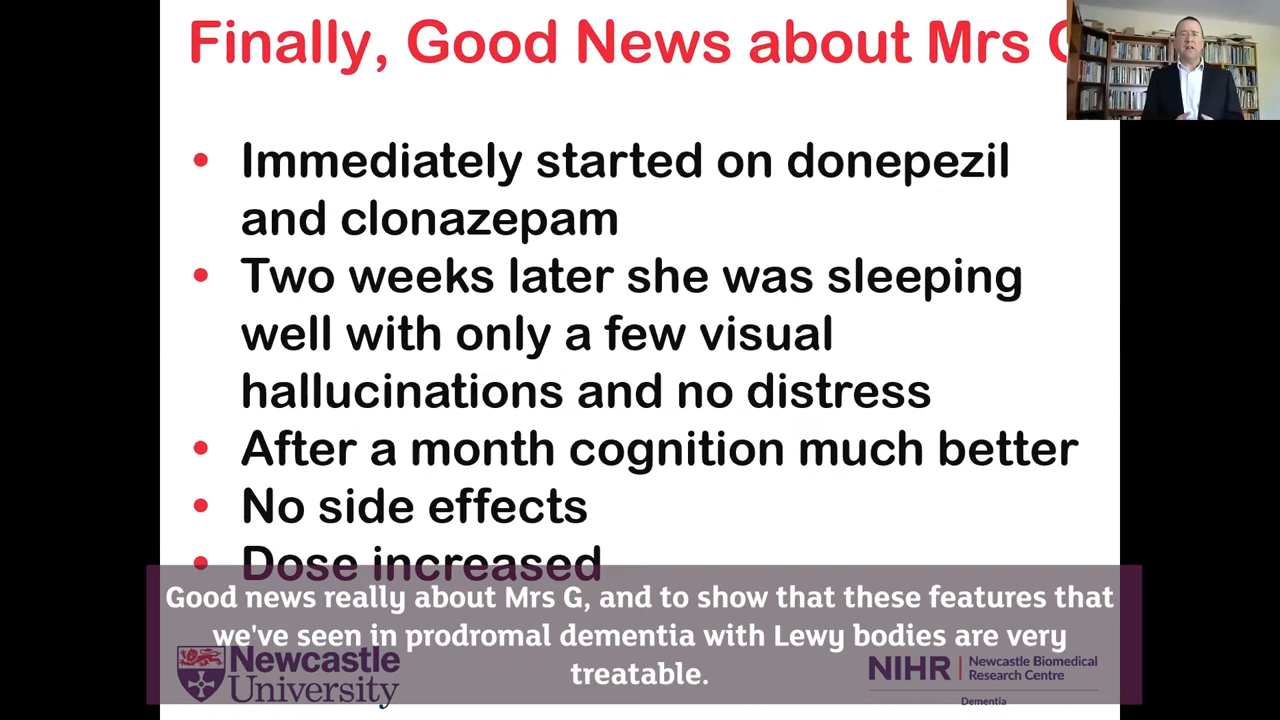 Finally, Good News about Mrs G
• Immediately started on donepezil
and clonazepam
• Two weeks later she was sleeping
well with only a few visual
hallucinations and no distress
• After a month cognition much better
• No side effects
• Dose increased
Good news really about Mrs G, and to show that these features that
we've seen in prodromal dementia with Lewy bodies are very
treatable.
Newcastle
University
NIHR | Newcastle Biomedical
Research Centre
Dementia